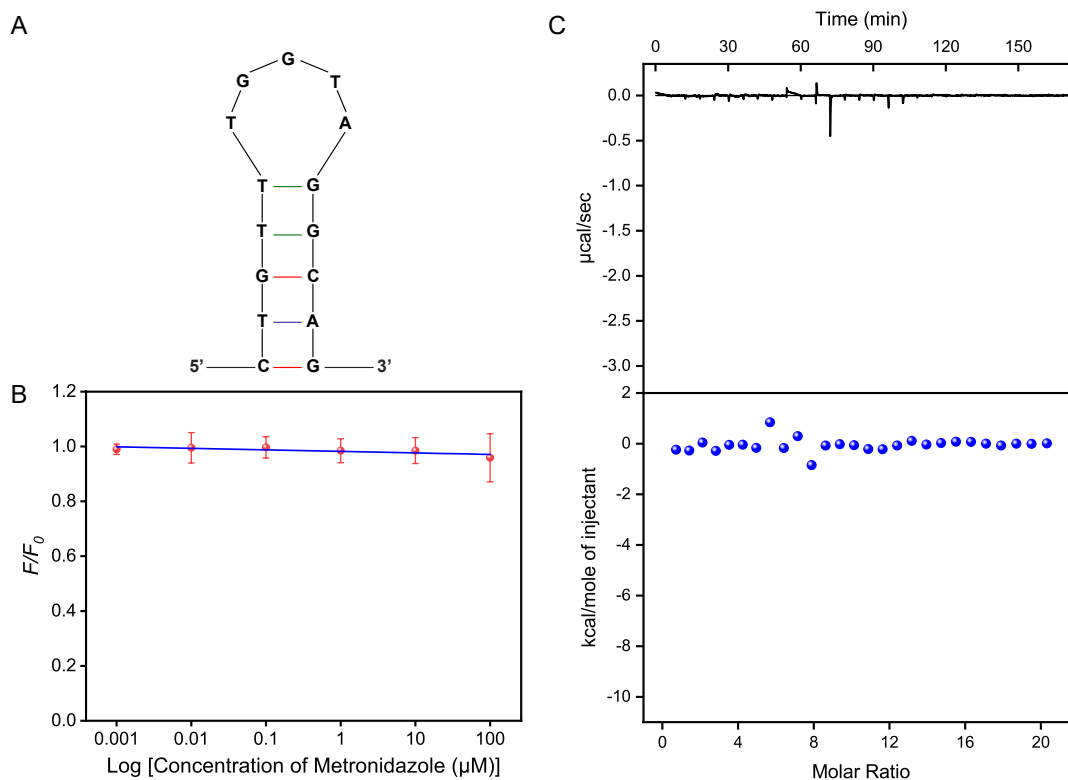 A
G
G T
T A
T G
T G
G C
T A
5’ C G 3’
B
1.2
1.0
0.8
0.6
0.4
0.2
0.0
F/F0
0.001 0.01 0.1 1 10 100
Log [Concentration of Metronidazole (μM)]
C
Time (min)
0 30 60 90 120 150
0.0
-0.5
-1.0
-1.5
-2.0
-2.5
-3.0
μcal/sec
2
0
-2
-4
-6
-8
-10
kcal/mole of injectant
0 4 8 12 16 20
Molar Ratio